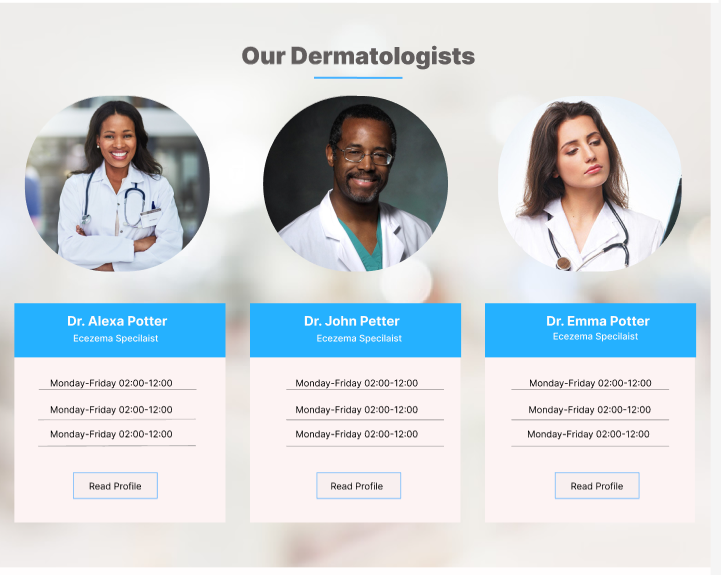 Our Dermatologists
Dr. Alexa Potter
Ecezema Specilaist
Monday-Friday 02:00-12:00
Monday-Friday 02:00-12:00
Monday-Friday 02:00-12:00
Read Profile
Dr. John Petter
Ecezema Specilaist
Monday-Friday 02:00-12:00
Monday-Friday 02:00-12:00
Monday-Friday 02:00-12:00
Read Profile
Dr. Emma Potter
Ecezema Specilaist
Monday-Friday 02:00-12:00
Monday-Friday 02:00-12:00
Monday-Friday 02:00-12:00
Read Profile